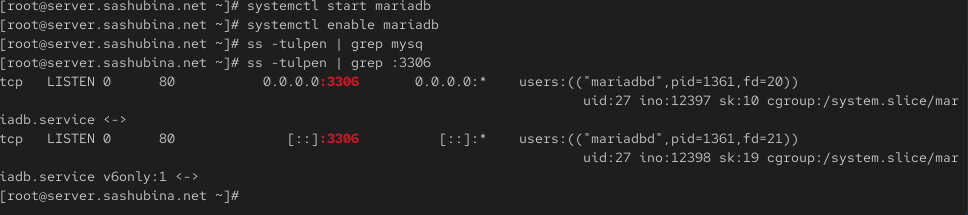 [root@server.sashubina.net ~]# systemctl start mariadb
[root@server.sashubina.net ~]# systemctl enable mariadb
[root@server.sashubina.net ~]# ss -tulpen | grep mysq
[root@server.sashubina.net ~]# ss -tulpen | grep :3306
tcp   LISTEN 0      80           0.0.0.0:3306       0.0.0.0:*    users:(("mariadbd",pid=1361,fd=20))
uid:27 ino:12397 sk:10 cgroup:/system.slice/mar
iadb.service <->
tcp   LISTEN 0      80              [::]:3306          [::]:*    users:(("mariadbd",pid=1361,fd=21))
uid:27 ino:12398 sk:19 cgroup:/system.slice/mar
iadb.service v6only:1 <->
[root@server.sashubina.net ~]#